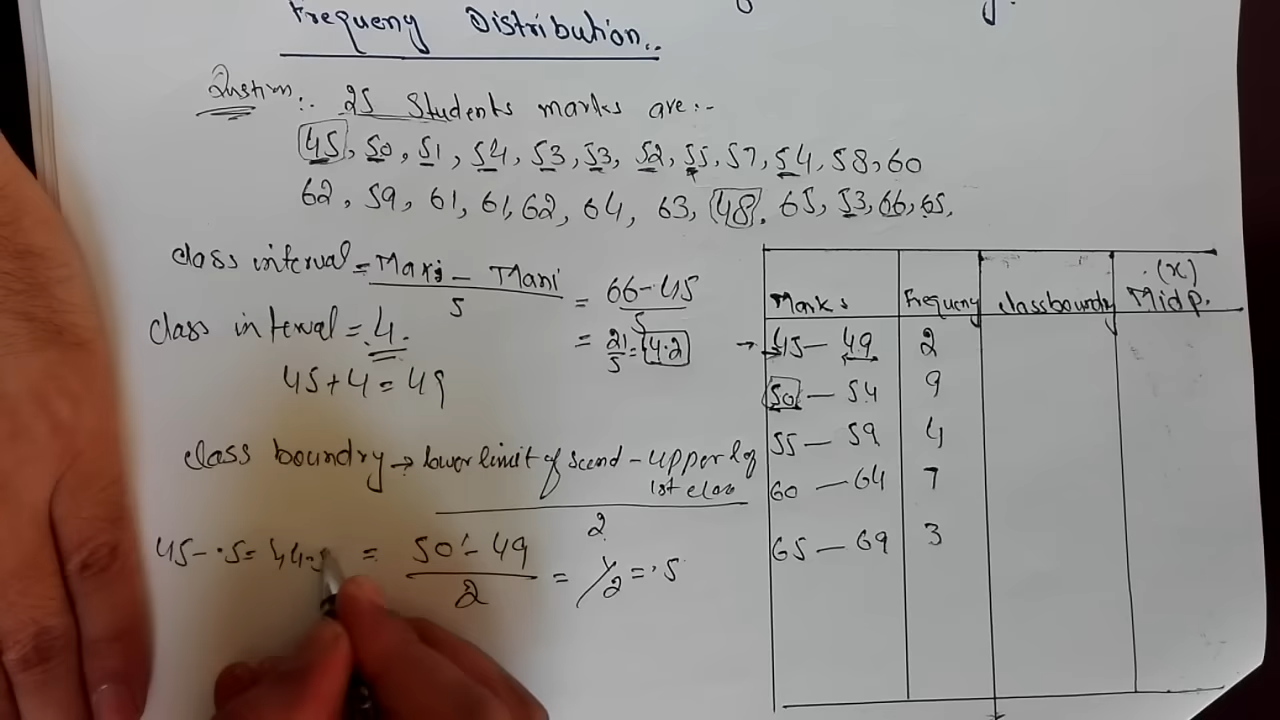 Frequeny Distribution..
Qustion:. 25 Students marks are:-
45, 50, 51, 54, 53, 53, 52, 55, 57, 54, 58, 60
62, 59, 61, 61, 62, 64, 63, 48, 65, 53, 66, 65.
class interval = Maxi - Mani / 5 = 66-45 / 5
class interval = 4. = 21/5 = 4.2
45+4=49
class boundry → lower limit of Scend - upper l of 1st class / 2
45-.5=44.5 = 50-49 / 2 = 1/2 = .5
Marks Frequeny classboundry (x) Midp.
45-49 2
50-54 9
55-59 4
60-64 7
65-69 3